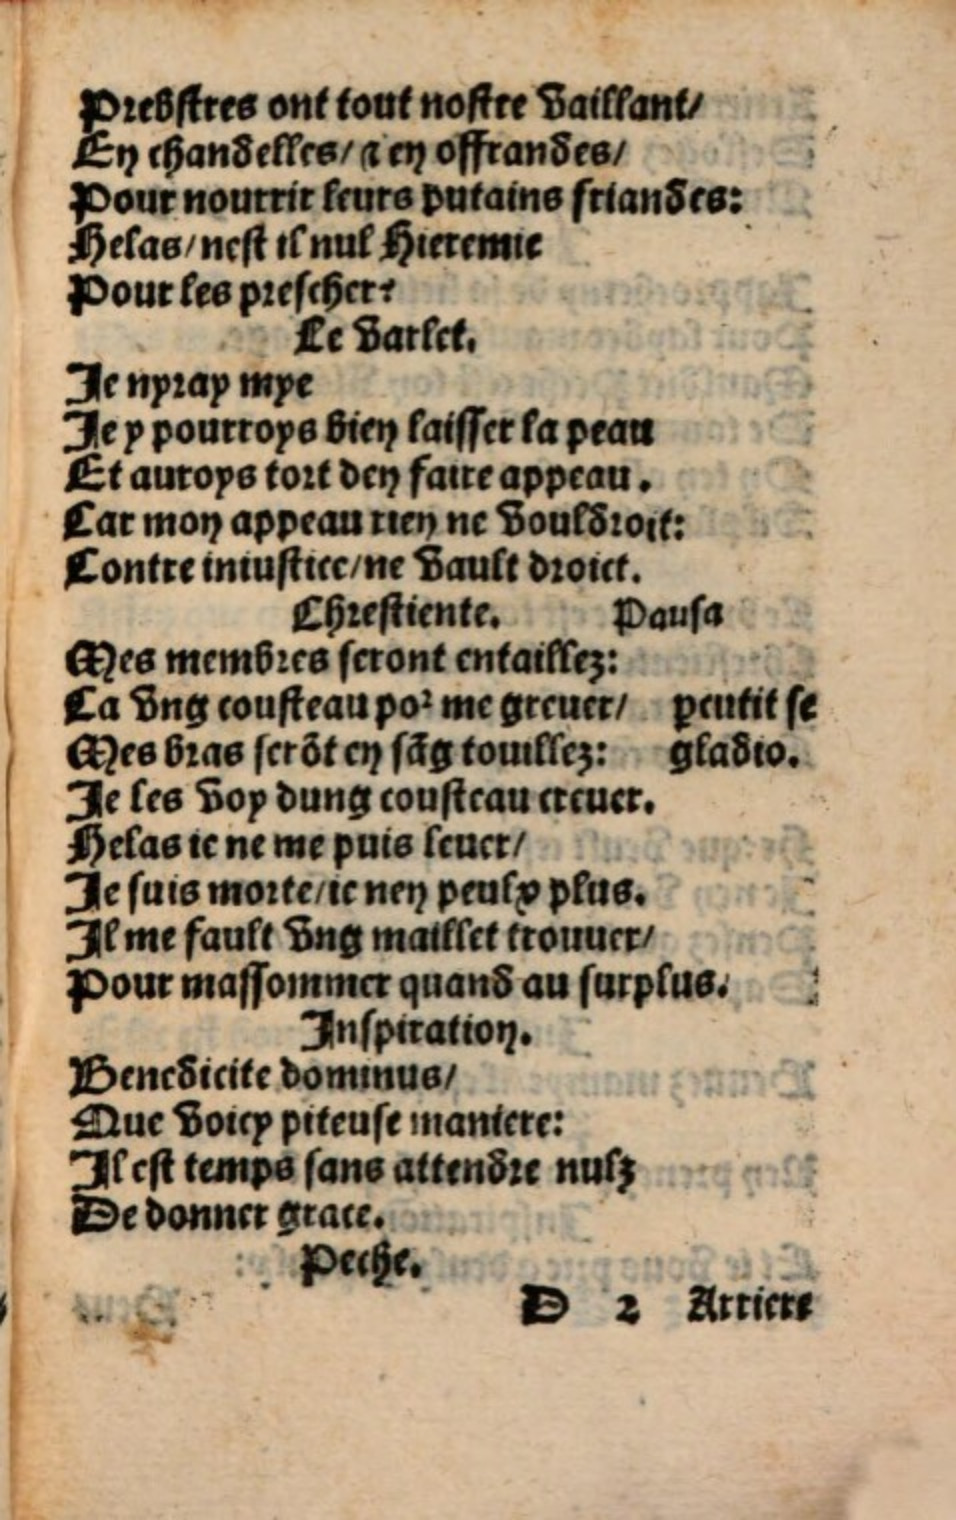 Prebstres ont tout nostre vaillant/
En chandelles/ ⁊ en offrandes/
Pour nourrir leurs putains friandes:
Helas/ nest il nul Hieremie
Pour les prescher?
Le varlet.
Je nyray mye
Je y pourroys bien laisser la peau
Et auroys tort den faire appeau.
Car mon appeau rien ne vouldroit:
Contre iniustice/ ne vault droict.
Chrestiente. Pausa
Mes membres seront entaillez:
Ca vng cousteau poꝛ me greuer/ percutit se
Mes bras serõt en sãg touillez: gladio.
Je les voy dung cousteau creuer.
Helas ie ne me puis leuer/
Je suis morte/ ie nen peulx plus.
Il me fault vng maillet trouuer/
Pour massommer quand au surplus.
Inspiration.
Benedicite dominus/
Que voicy piteuse maniere:
Il est temps sans attendre nulz
De donner grace.
Peche.
D 2 Arriere